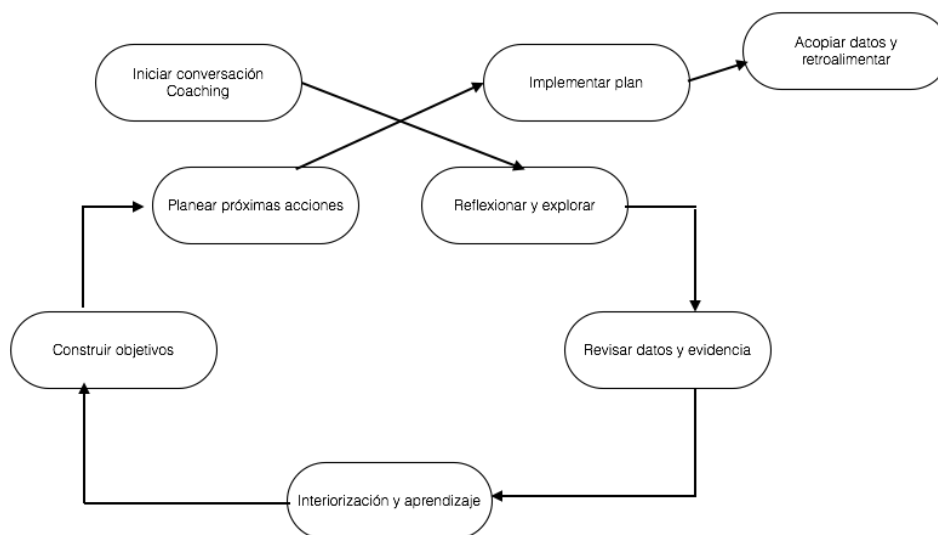 Iniciar conversación
Coaching
Implementar plan
Acopiar datos y
retroalimentar
Planear próximas acciones
Reflexionar y explorar
Construir objetivos
Revisar datos y evidencia
Interiorización y aprendizaje